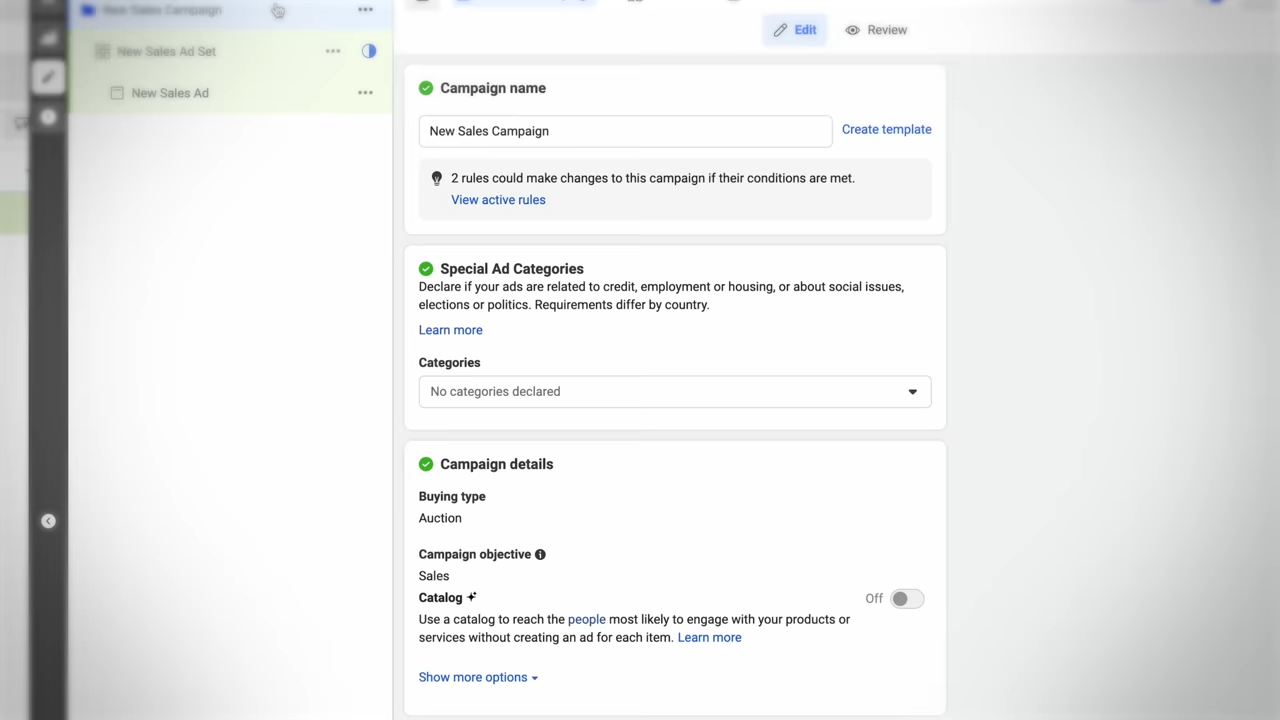 New Sales Campaign
New Sales Ad Set
New Sales Ad
Edit
Review
Campaign name
New Sales Campaign
Create template
2 rules could make changes to this campaign if their conditions are met.
View active rules
Special Ad Categories
Declare if your ads are related to credit, employment or housing, or about social issues,
elections or politics. Requirements differ by country.
Learn more
Categories
No categories declared
Campaign details
Buying type
Auction
Campaign objective
Sales
Catalog
Off
Use a catalog to reach the people most likely to engage with your products or
services without creating an ad for each item. Learn more
Show more options